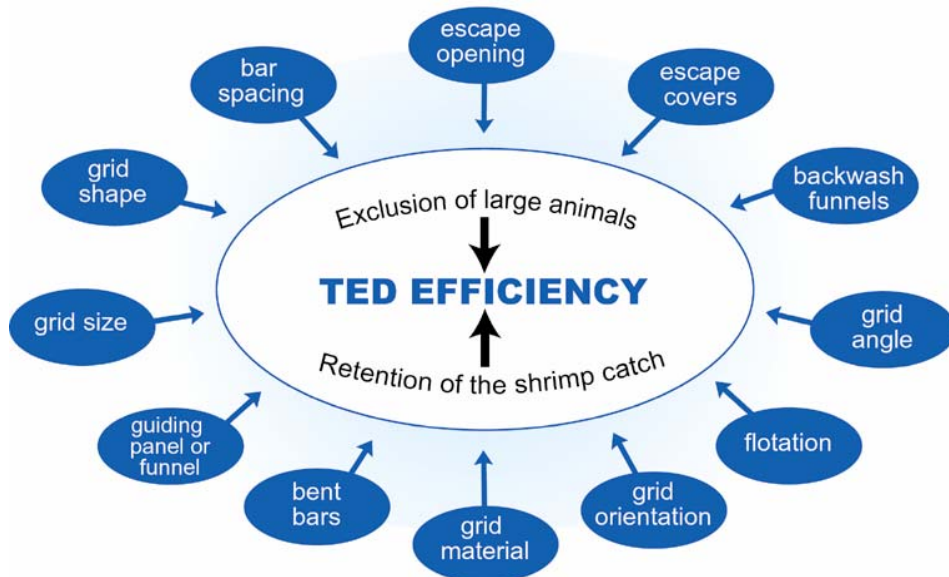 escape
opening
escape
covers
backwash
funnels
grid
angle
flotation
grid
orientation
grid
material
bent
bars
guiding
panel or
funnel
grid size
grid
shape
bar
spacing
Exclusion of large animals
TED EFFICIENCY
Retention of the shrimp catch